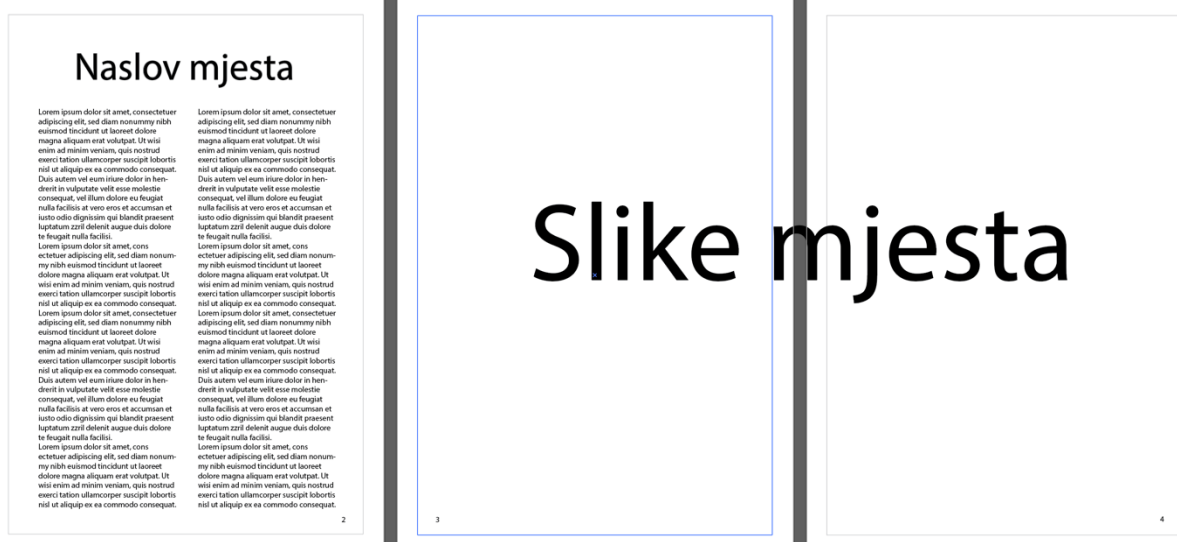 Naslov mjesta
Lorem ipsum dolor sit amet, consectetuer
adipiscing elit, sed diam nonummy nibh
euismod tincidunt ut laoreet dolore
magna aliquam erat volutpat. Ut wisi
enim ad minim veniam, quis nostrud
exerci tation ullamcorper suscipit lobortis
nisl ut aliquip ex ea commodo consequat.
Duis autem vel eum iriure dolor in hen-
drerit in vulputate velit esse molestie
consequat, vel illum dolore eu feugiat
nulla facilisis at vero eros et accumsan et
iusto odio dignissim qui blandit praesent
luptatum zzril delenit augue duis dolore
te feugait nulla facilisi.
Lorem ipsum dolor sit amet, cons
ectetuer adipiscing elit, sed diam nonum-
my nibh euismod tincidunt ut laoreet
dolore magna aliquam erat volutpat. Ut
wisi enim ad minim veniam, quis nostrud
exerci tation ullamcorper suscipit lobortis
nisl ut aliquip ex ea commodo consequat.
Lorem ipsum dolor sit amet, consectetuer
adipiscing elit, sed diam nonummy nibh
euismod tincidunt ut laoreet dolore
magna aliquam erat volutpat. Ut wisi
enim ad minim veniam, quis nostrud
exerci tation ullamcorper suscipit lobortis
nisl ut aliquip ex ea commodo consequat.
Duis autem vel eum iriure dolor in hen-
drerit in vulputate velit esse molestie
consequat, vel illum dolore eu feugiat
nulla facilisis at vero eros et accumsan et
iusto odio dignissim qui blandit praesent
luptatum zzril delenit augue duis dolore
te feugait nulla facilisi.
Lorem ipsum dolor sit amet, cons
ectetuer adipiscing elit, sed diam nonum-
my nibh euismod tincidunt ut laoreet
dolore magna aliquam erat volutpat. Ut
wisi enim ad minim veniam, quis nostrud
exerci tation ullamcorper suscipit lobortis
nisl ut aliquip ex ea commodo consequat.
Lorem ipsum dolor sit amet, consectetuer
adipiscing elit, sed diam nonummy nibh
euismod tincidunt ut laoreet dolore
magna aliquam erat volutpat. Ut wisi
enim ad minim veniam, quis nostrud
exerci tation ullamcorper suscipit lobortis
nisl ut aliquip ex ea commodo consequat.
Duis autem vel eum iriure dolor in hen-
drerit in vulputate velit esse molestie
consequat, vel illum dolore eu feugiat
nulla facilisis at vero eros et accumsan et
iusto odio dignissim qui blandit praesent
luptatum zzril delenit augue duis dolore
te feugait nulla facilisi.
Lorem ipsum dolor sit amet, cons
ectetuer adipiscing elit, sed diam nonum-
my nibh euismod tincidunt ut laoreet
dolore magna aliquam erat volutpat. Ut
wisi enim ad minim veniam, quis nostrud
exerci tation ullamcorper suscipit lobortis
nisl ut aliquip ex ea commodo consequat.
Lorem ipsum dolor sit amet, consectetuer
adipiscing elit, sed diam nonummy nibh
euismod tincidunt ut laoreet dolore
magna aliquam erat volutpat. Ut wisi
enim ad minim veniam, quis nostrud
exerci tation ullamcorper suscipit lobortis
nisl ut aliquip ex ea commodo consequat.
Duis autem vel eum iriure dolor in hen-
drerit in vulputate velit esse molestie
consequat, vel illum dolore eu feugiat
nulla facilisis at vero eros et accumsan et
iusto odio dignissim qui blandit praesent
luptatum zzril delenit augue duis dolore
te feugait nulla facilisi.
Lorem ipsum dolor sit amet, cons
ectetuer adipiscing elit, sed diam nonum-
my nibh euismod tincidunt ut laoreet
dolore magna aliquam erat volutpat. Ut
wisi enim ad minim veniam, quis nostrud
exerci tation ullamcorper suscipit lobortis
nisl ut aliquip ex ea commodo consequat.
2
Slike mjesta
3
4